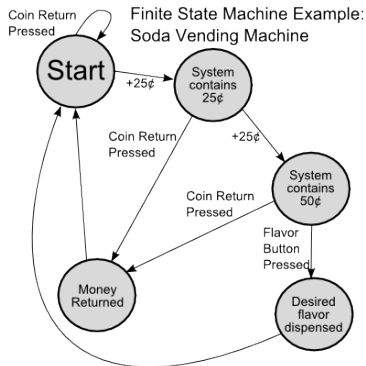 Finite State Machine Example:
Soda Vending Machine
Coin Return
Pressed
Start
+25¢
System
contains
25¢
Coin Return
Pressed
+25¢
System
contains
50¢
Coin Return
Pressed
Flavor
Button
Pressed
Money
Returned
Desired
flavor
dispensed